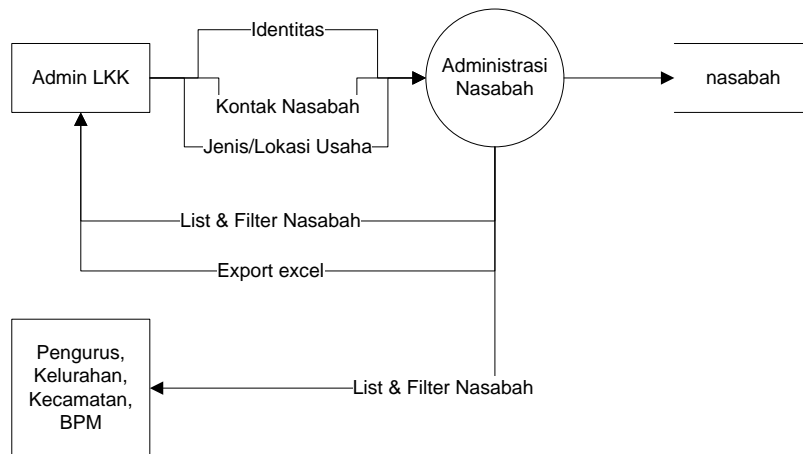 Identitas
Admin LKK
Kontak Nasabah
Jenis/Lokasi Usaha
Administrasi
Nasabah
nasabah
List & Filter Nasabah
Export excel
Pengurus,
Kelurahan,
Kecamatan,
BPM
List & Filter Nasabah